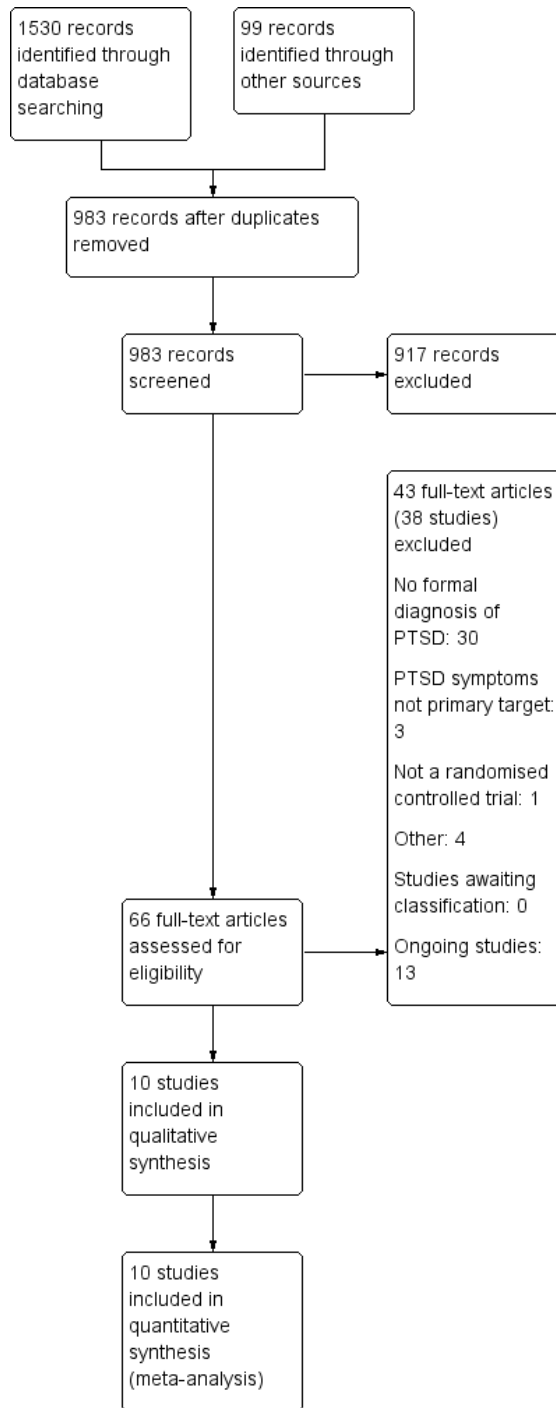 1530 records
identified through
database
searching
99 records
identified through
other sources
983 records after duplicates
removed
983 records
screened
917 records
excluded
43 full-text articles
(38 studies)
excluded
No formal
diagnosis of
PTSD: 30
PTSD symptoms
not primary target:
3
Not a randomised
controlled trial: 1
Other: 4
Studies awaiting
classification: 0
Ongoing studies:
13
66 full-text articles
assessed for
eligibility
10 studies
included in
qualitative
synthesis
10 studies
included in
quantitative
synthesis
(meta-analysis)